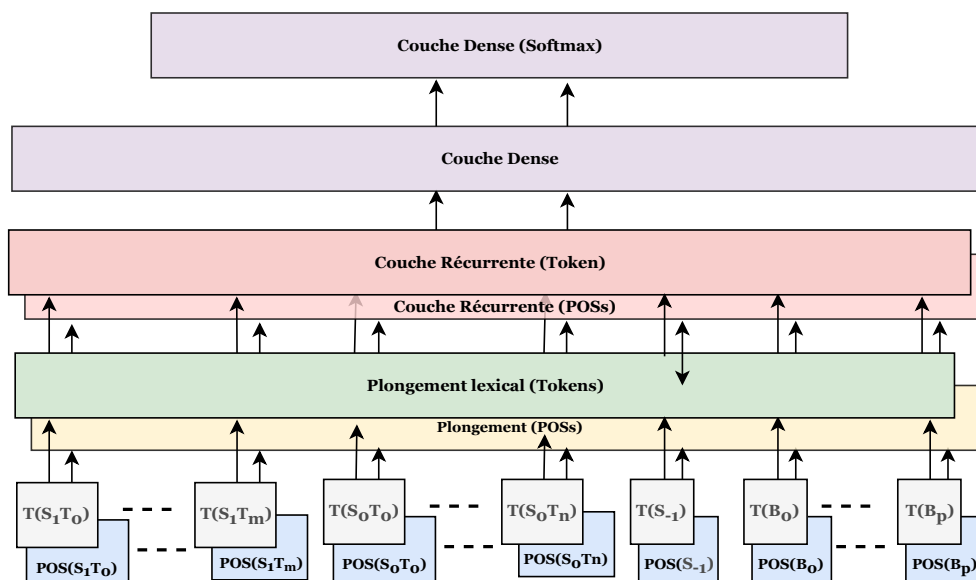 Couche Dense (Softmax)
Couche Dense
Couche Récurrente (Token)
Couche Récurrente (POSs)
Plongement lexical (Tokens)
Plongement (POSs)
T(S₁T₀) T(S₁Tₘ) T(S₀T₀) T(S₀Tₙ) T(S₋₁) T(B₀) T(Bₚ)
POS(S₁T₀) POS(S₁Tₘ) POS(S₀T₀) POS(S₀Tn) POS(S₋₁) POS(B₀) POS(Bₚ)